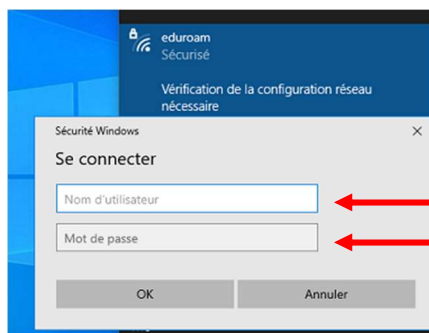 eduroam
Sécurisé
Vérification de la configuration réseau
nécessaire
Sécurité Windows
Se connecter
Nom d'utilisateur
Mot de passe
OK
Annuler